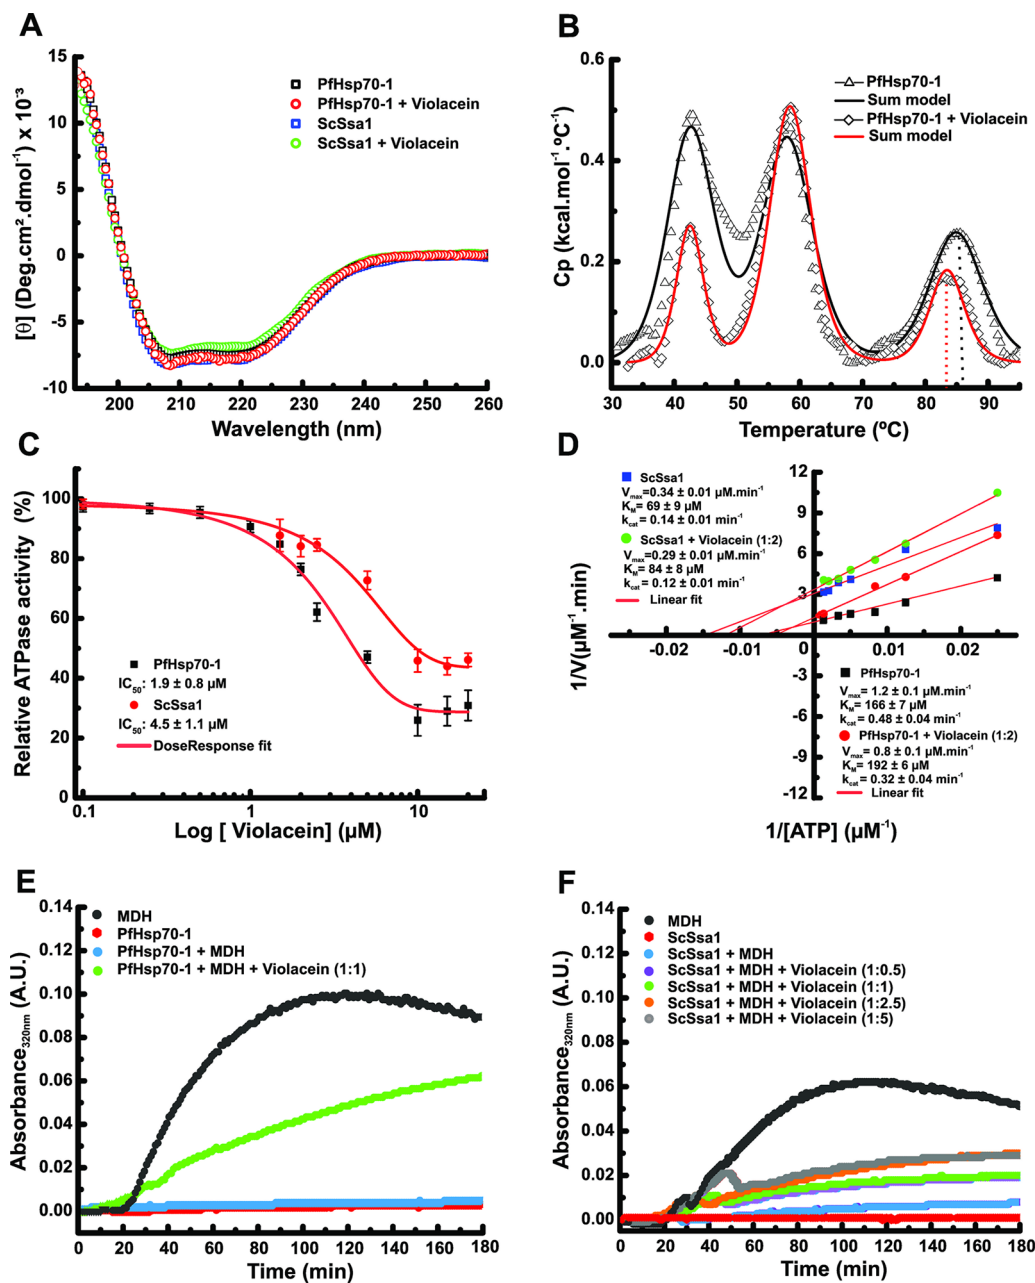 A
[θ] (Deg.cm².dmol⁻¹) x 10⁻³
15
10
5
0
-5
-10
PfHsp70-1
PfHsp70-1 + Violacein
ScSsa1
ScSsa1 + Violacein
200
210
220
230
240
250
260
Wavelength (nm)
B
Cp (kcal.mol⁻¹.ºC⁻¹)
0.6
0.4
0.2
0.0
PfHsp70-1
Sum model
PfHsp70-1 + Violacein
Sum model
30
40
50
60
70
80
90
Temperature (ºC)
C
Relative ATPase activity (%)
100
80
60
40
20
0
PfHsp70-1
IC₅₀: 1.9 ± 0.8 µM
ScSsa1
IC₅₀: 4.5 ± 1.1 µM
DoseResponse fit
0.1
1
10
Log [ Violacein] (µM)
D
ScSsa1
Vmax=0.34 ± 0.01 µM.min⁻¹
KM= 69 ± 9 µM
kcat = 0.14 ± 0.01 min⁻¹
ScSsa1 + Violacein (1:2)
Vmax=0.29 ± 0.01 µM.min⁻¹
KM= 84 ± 8 µM
kcat = 0.12 ± 0.01 min⁻¹
Linear fit
1/V(µM⁻¹.min)
12
9
6
3
0
-3
-6
-9
-12
-0.02
-0.01
0.01
0.02
PfHsp70-1
Vmax= 1.2 ± 0.1 µM.min⁻¹
KM= 166 ± 7 µM
kcat = 0.48 ± 0.04 min⁻¹
PfHsp70-1 + Violacein (1:2)
Vmax= 0.8 ± 0.1 µM.min⁻¹
KM= 192 ± 6 µM
kcat = 0.32 ± 0.04 min⁻¹
Linear fit
1/[ATP] (µM⁻¹)
E
Absorbance320nm (A.U.)
0.14
0.12
0.10
0.08
0.06
0.04
0.02
0.00
MDH
PfHsp70-1
PfHsp70-1 + MDH
PfHsp70-1 + MDH + Violacein (1:1)
0
20
40
60
80
100
120
140
160
180
Time (min)
F
Absorbance320nm (A.U.)
0.14
0.12
0.10
0.08
0.06
0.04
0.02
0.00
MDH
ScSsa1
ScSsa1 + MDH
ScSsa1 + MDH + Violacein (1:0.5)
ScSsa1 + MDH + Violacein (1:1)
ScSsa1 + MDH + Violacein (1:2.5)
ScSsa1 + MDH + Violacein (1:5)
0
20
40
60
80
100
120
140
160
180
Time (min)